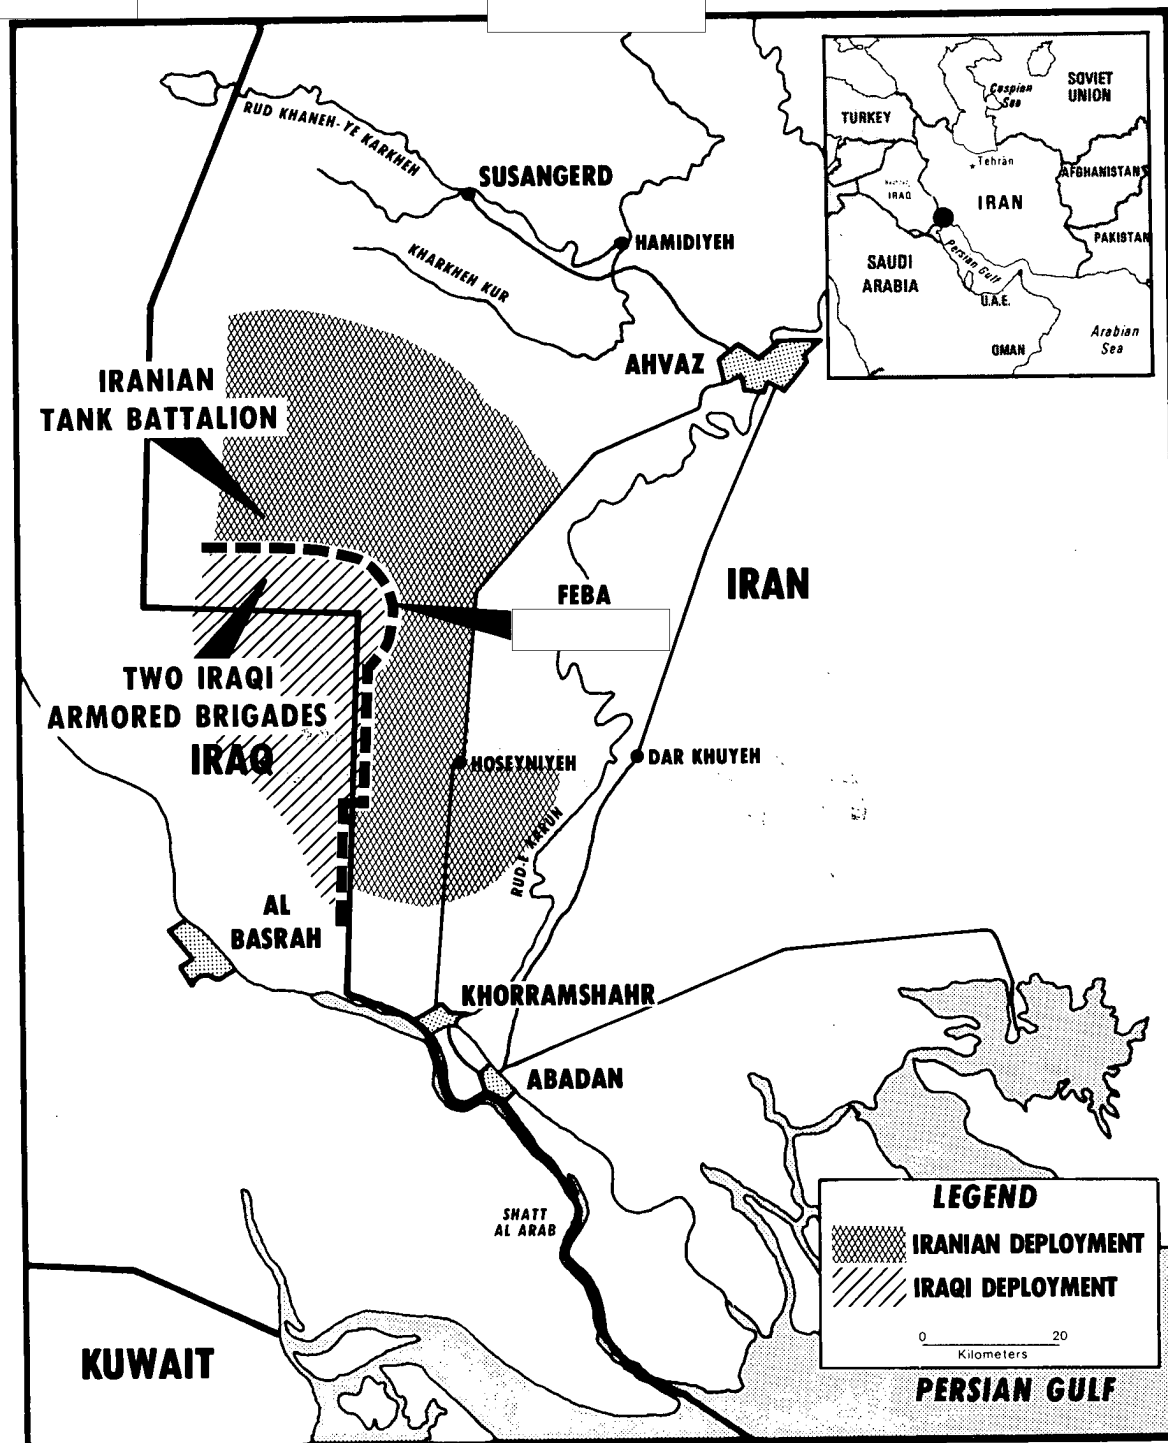 RUD KHANEH-YE KARKHEH
SUSANGERD
HAMIDIYEH
KHARKHEH KUR
AHVAZ
IRANIAN
TANK BATTALION
FEBA
IRAN
TWO IRAQI
ARMORED BRIGADES
IRAQ
HOSEYNIYEH
DAR KHUYEH
RUD-E KARUN
AL
BASRAH
KHORRAMSHAHR
ABADAN
SHATT
AL ARAB
KUWAIT
PERSIAN GULF
SOVIET
UNION
Caspian
Sea
TURKEY
Tehrān
AFGHANISTAN
IRAQ
IRAN
PAKISTAN
SAUDI
ARABIA
Persian Gulf
U.A.E.
OMAN
Arabian
Sea
LEGEND
IRANIAN DEPLOYMENT
IRAQI DEPLOYMENT
0 20
Kilometers